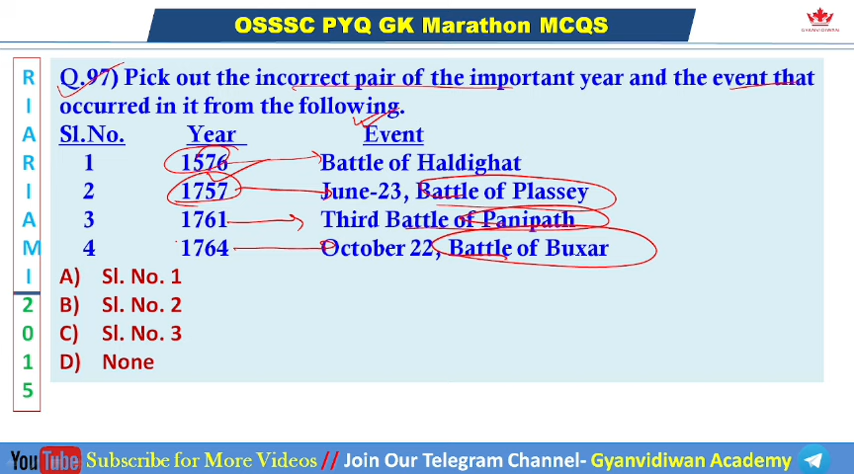 OSSSC PYQ GK Marathon MCQS
GYANVIDIWAN
R
I
A
R
I
A
M
I
2
0
1
5
Q.97) Pick out the incorrect pair of the important year and the event that
occurred in it from the following.
Sl.No. Year Event
1 1576 Battle of Haldighat
2 1757 June-23, Battle of Plassey
3 1761 Third Battle of Panipath
4 1764 October 22, Battle of Buxar
A) Sl. No. 1
B) Sl. No. 2
C) Sl. No. 3
D) None
YouTube Subscribe for More Videos // Join Our Telegram Channel- Gyanvidiwan Academy